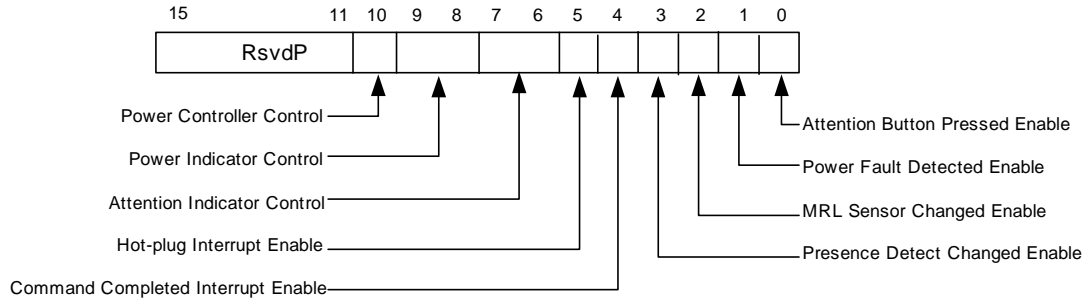 15 11 10 9 8 7 6 5 4 3 2 1 0
RsvdP
Power Controller Control
Attention Button Pressed Enable
Power Indicator Control
Power Fault Detected Enable
Attention Indicator Control
MRL Sensor Changed Enable
Hot-plug Interrupt Enable
Presence Detect Changed Enable
Command Completed Interrupt Enable